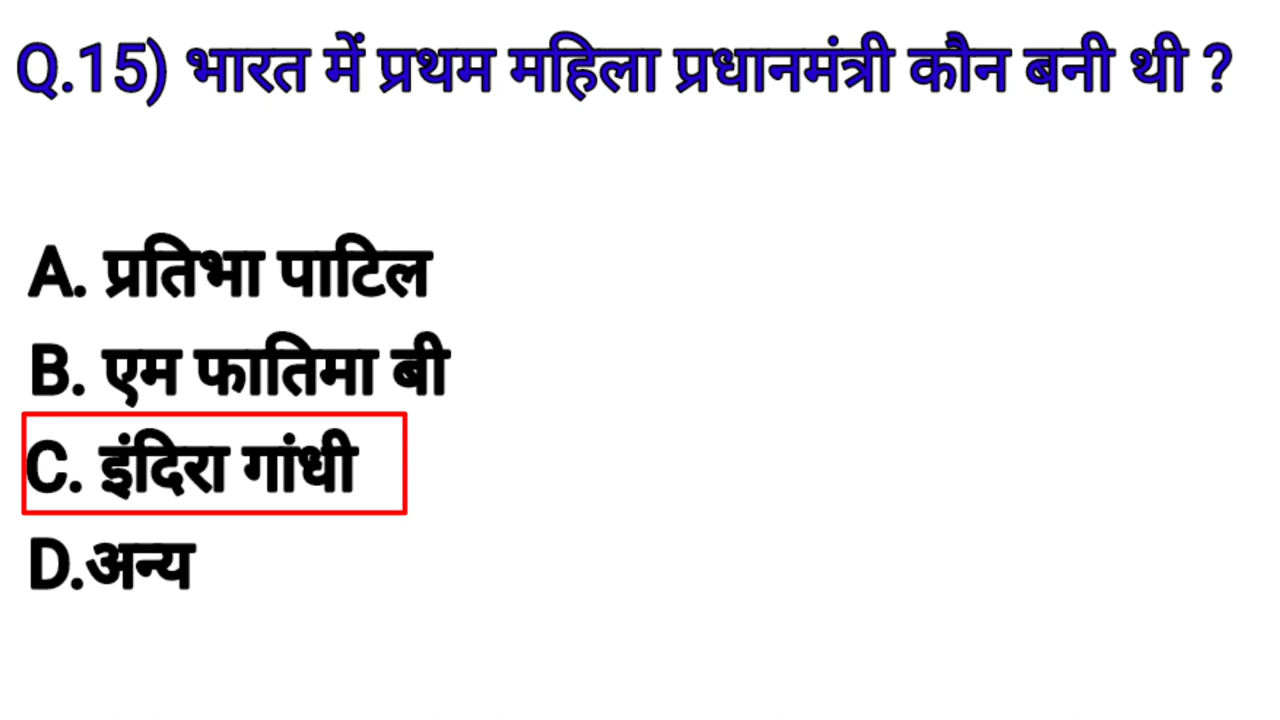 Q.15) भारत में प्रथम महिला प्रधानमंत्री कौन बनी थी ?
A. प्रतिभा पाटिल
B. एम फातिमा बी
C. इंदिरा गांधी
D.अन्य